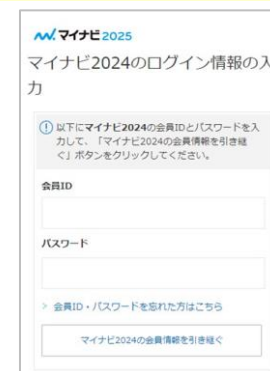 マイナビ2025
マイナビ2024のログイン情報の入
力
以下にマイナビ2024の会員IDとパスワードを入
力して、「マイナビ2024の会員情報を引き継
ぐ」ボタンをクリックしてください。
会員ID
パスワード
> 会員ID・パスワードを忘れた方はこちら
マイナビ2024の会員情報を引き継ぐ